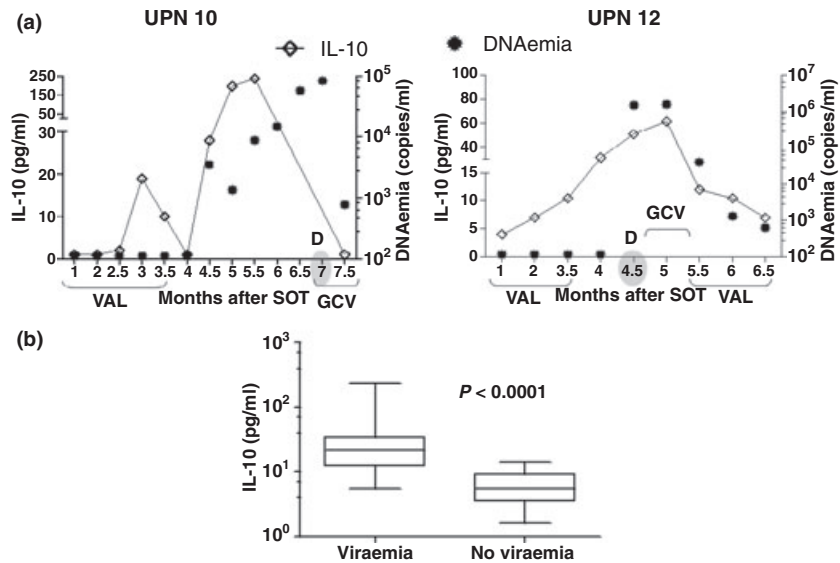 (a)
UPN 10
UPN 12
IL-10
DNAemia
IL-10 (pg/ml)
250
150
50
30
20
10
0
10^5
10^4
10^3
10^2
DNAemia (copies/ml)
D
1 2 2.5 3 3.5 4 4.5 5 5.5 6 6.5 7 7.5
VAL
Months after SOT
GCV
IL-10 (pg/ml)
100
80
60
40
20
15
10
5
0
10^7
10^6
10^5
10^4
10^3
10^2
DNAemia (copies/ml)
GCV
D
1 2 3.5 4 4.5 5 5.5 6 6.5
VAL
Months after SOT
VAL
(b)
IL-10 (pg/ml)
10^3
10^2
10^1
10^0
P < 0.0001
Viraemia
No viraemia